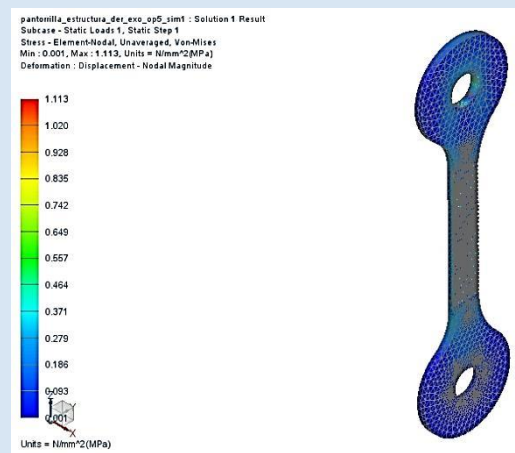 pantorrilla_estructura_der_exo_op5_sim1 : Solution 1 Result
Subcase - Static Loads 1, Static Step 1
Stress - Element-Nodal, Unaveraged, Von-Mises
Min : 0.001, Max : 1.113, Units = N/mm^2(MPa)
Deformation : Displacement - Nodal Magnitude
1.113
1.020
0.928
0.835
0.742
0.649
0.557
0.464
0.371
0.279
0.186
0.093
0.001
Y
X
Units = N/mm^2(MPa)